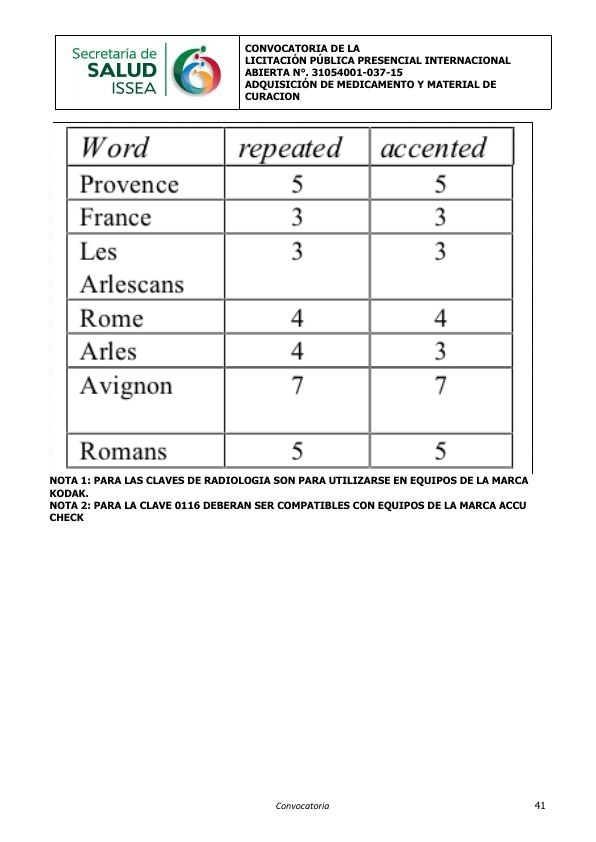 Secretaría de
SALUD
ISSEA
CONVOCATORIA DE LA
LICITACIÓN PÚBLICA PRESENCIAL INTERNACIONAL
ABIERTA N°. 31054001-037-15
ADQUISICIÓN DE MEDICAMENTO Y MATERIAL DE
CURACION
Word repeated accented
Provence 5 5
France 3 3
Les 3 3
Arlescans
Rome 4 4
Arles 4 3
Avignon 7 7
Romans 5 5
NOTA 1: PARA LAS CLAVES DE RADIOLOGIA SON PARA UTILIZARSE EN EQUIPOS DE LA MARCA
KODAK.
NOTA 2: PARA LA CLAVE 0116 DEBERAN SER COMPATIBLES CON EQUIPOS DE LA MARCA ACCU
CHECK
Convocatoria 41